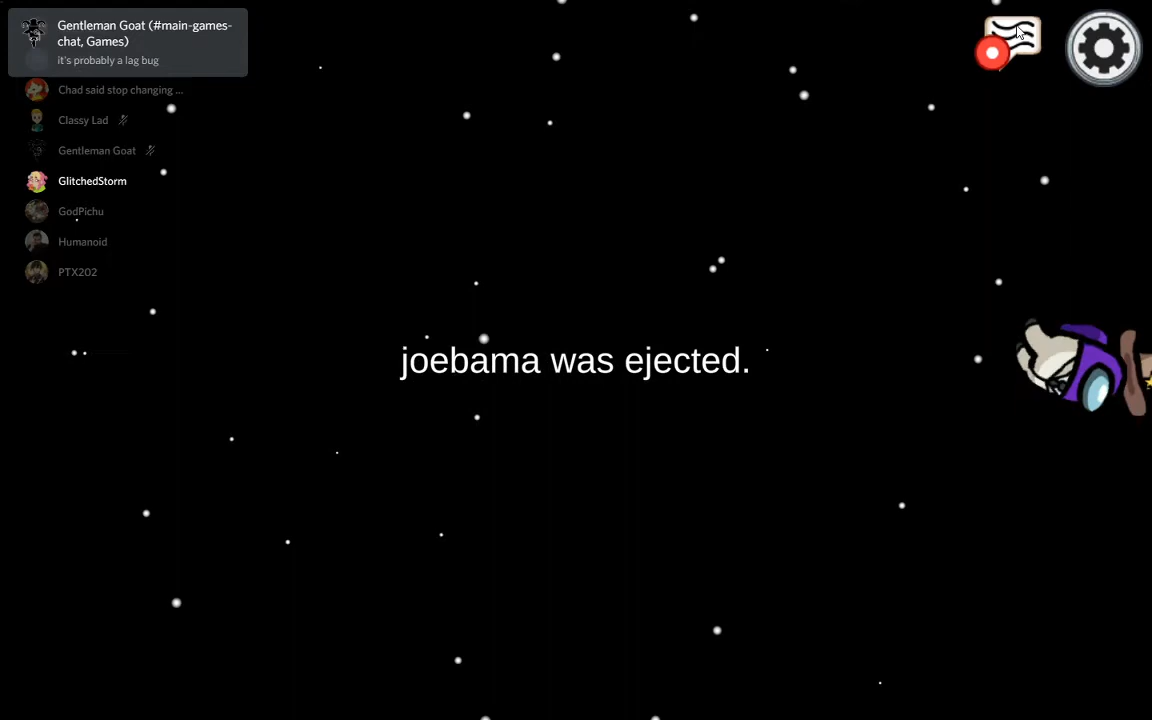 Gentleman Goat (#main-games-
chat, Games)
it's probably a lag bug
Chad said stop changing ...
Classy Lad
Gentleman Goat
GlitchedStorm
GodPichu
Humanoid
PTX202
joebama was ejected.